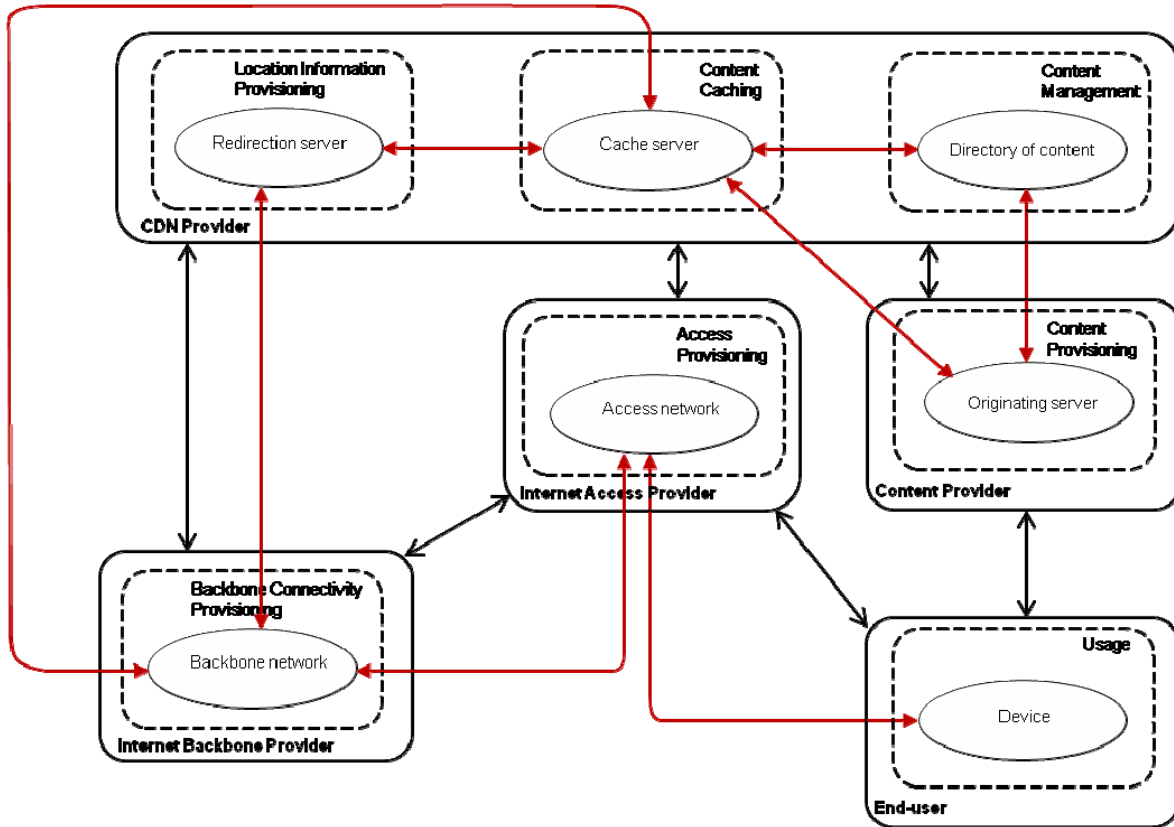 Location Information
Provisioning
Redirection server
Content
Caching
Cache server
Content
Management
Directory of content
CDN Provider
Access
Provisioning
Access network
Internet Access Provider
Content
Provisioning
Originating server
Content Provider
Backbone Connectivity
Provisioning
Backbone network
Internet Backbone Provider
Usage
Device
End-user